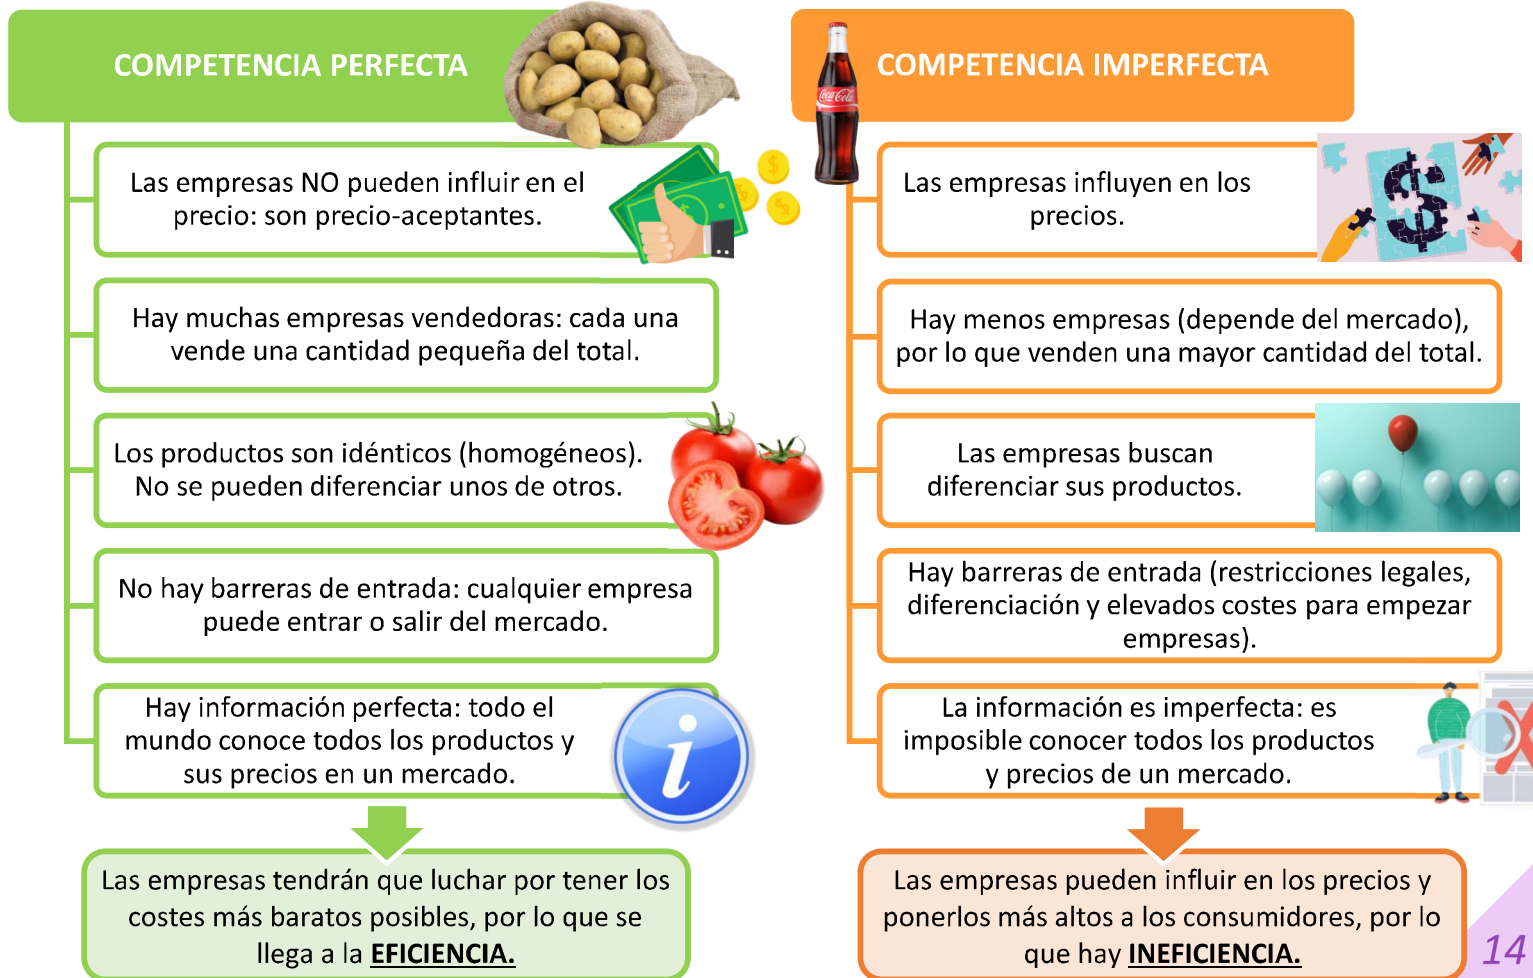 COMPETENCIA PERFECTA
Las empresas NO pueden influir en el
precio: son precio-aceptantes.
Hay muchas empresas vendedoras: cada una
vende una cantidad pequeña del total.
Los productos son idénticos (homogéneos).
No se pueden diferenciar unos de otros.
No hay barreras de entrada: cualquier empresa
puede entrar o salir del mercado.
Hay información perfecta: todo el
mundo conoce todos los productos y
sus precios en un mercado.
i
Las empresas tendrán que luchar por tener los
costes más baratos posibles, por lo que se
llega a la EFICIENCIA.
COMPETENCIA IMPERFECTA
Coca-Cola
Las empresas influyen en los
precios.
$
Hay menos empresas (depende del mercado),
por lo que venden una mayor cantidad del total.
Las empresas buscan
diferenciar sus productos.
Hay barreras de entrada (restricciones legales,
diferenciación y elevados costes para empezar
empresas).
La información es imperfecta: es
imposible conocer todos los productos
y precios de un mercado.
Las empresas pueden influir en los precios y
ponerlos más altos a los consumidores, por lo
que hay INEFICIENCIA.
14